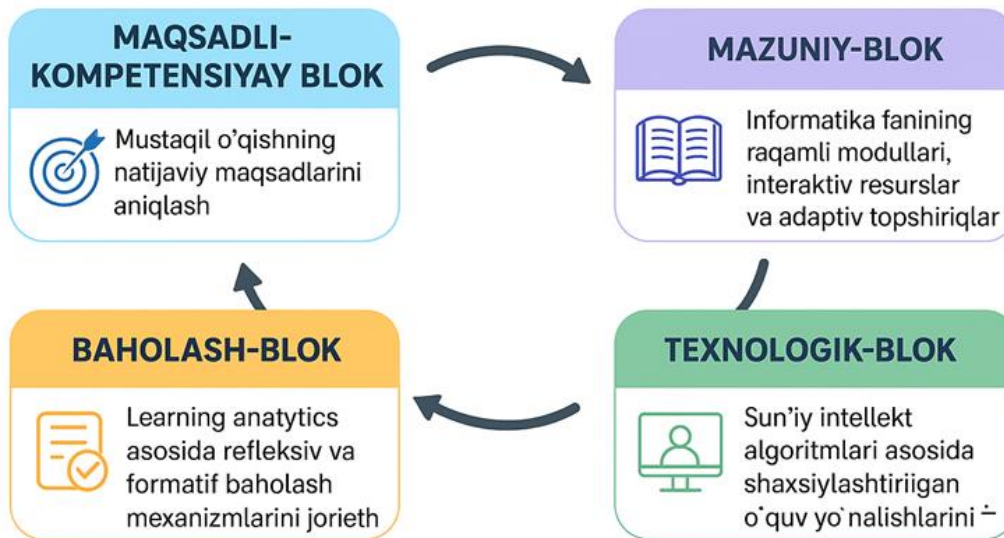 MAQSADLI-
KOMPETENSIYAY BLOK
Mustaqil o'qishning
natijaviy maqsadlarini
aniqlash
MAZUNIY-BLOK
Informatika fanining
raqamli modullari,
interaktiv resurslar
va adaptiv topshiriqlar
BAHOLASH-BLOK
Learning anatytics
asosida refleksiv va
formatif baholash
mexanizmlarini jorieth
TEXNOLOGIK-BLOK
Sun'iy intellekt
algoritmlari asosida
shaxsiylashtiriigan
o'quv yo'nalishlarini